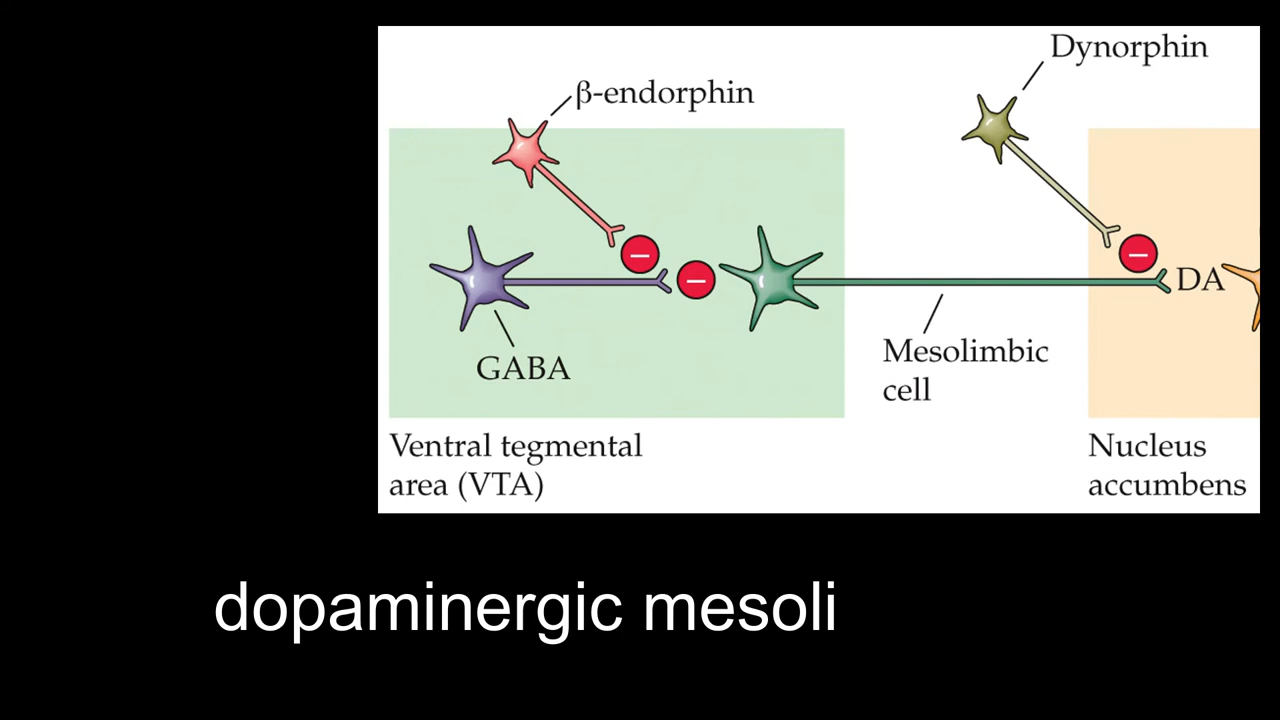 Dynorphin
β-endorphin
DA
Mesolimbic
cell
GABA
Ventral tegmental
area (VTA)
Nucleus
accumbens
dopaminergic mesoli